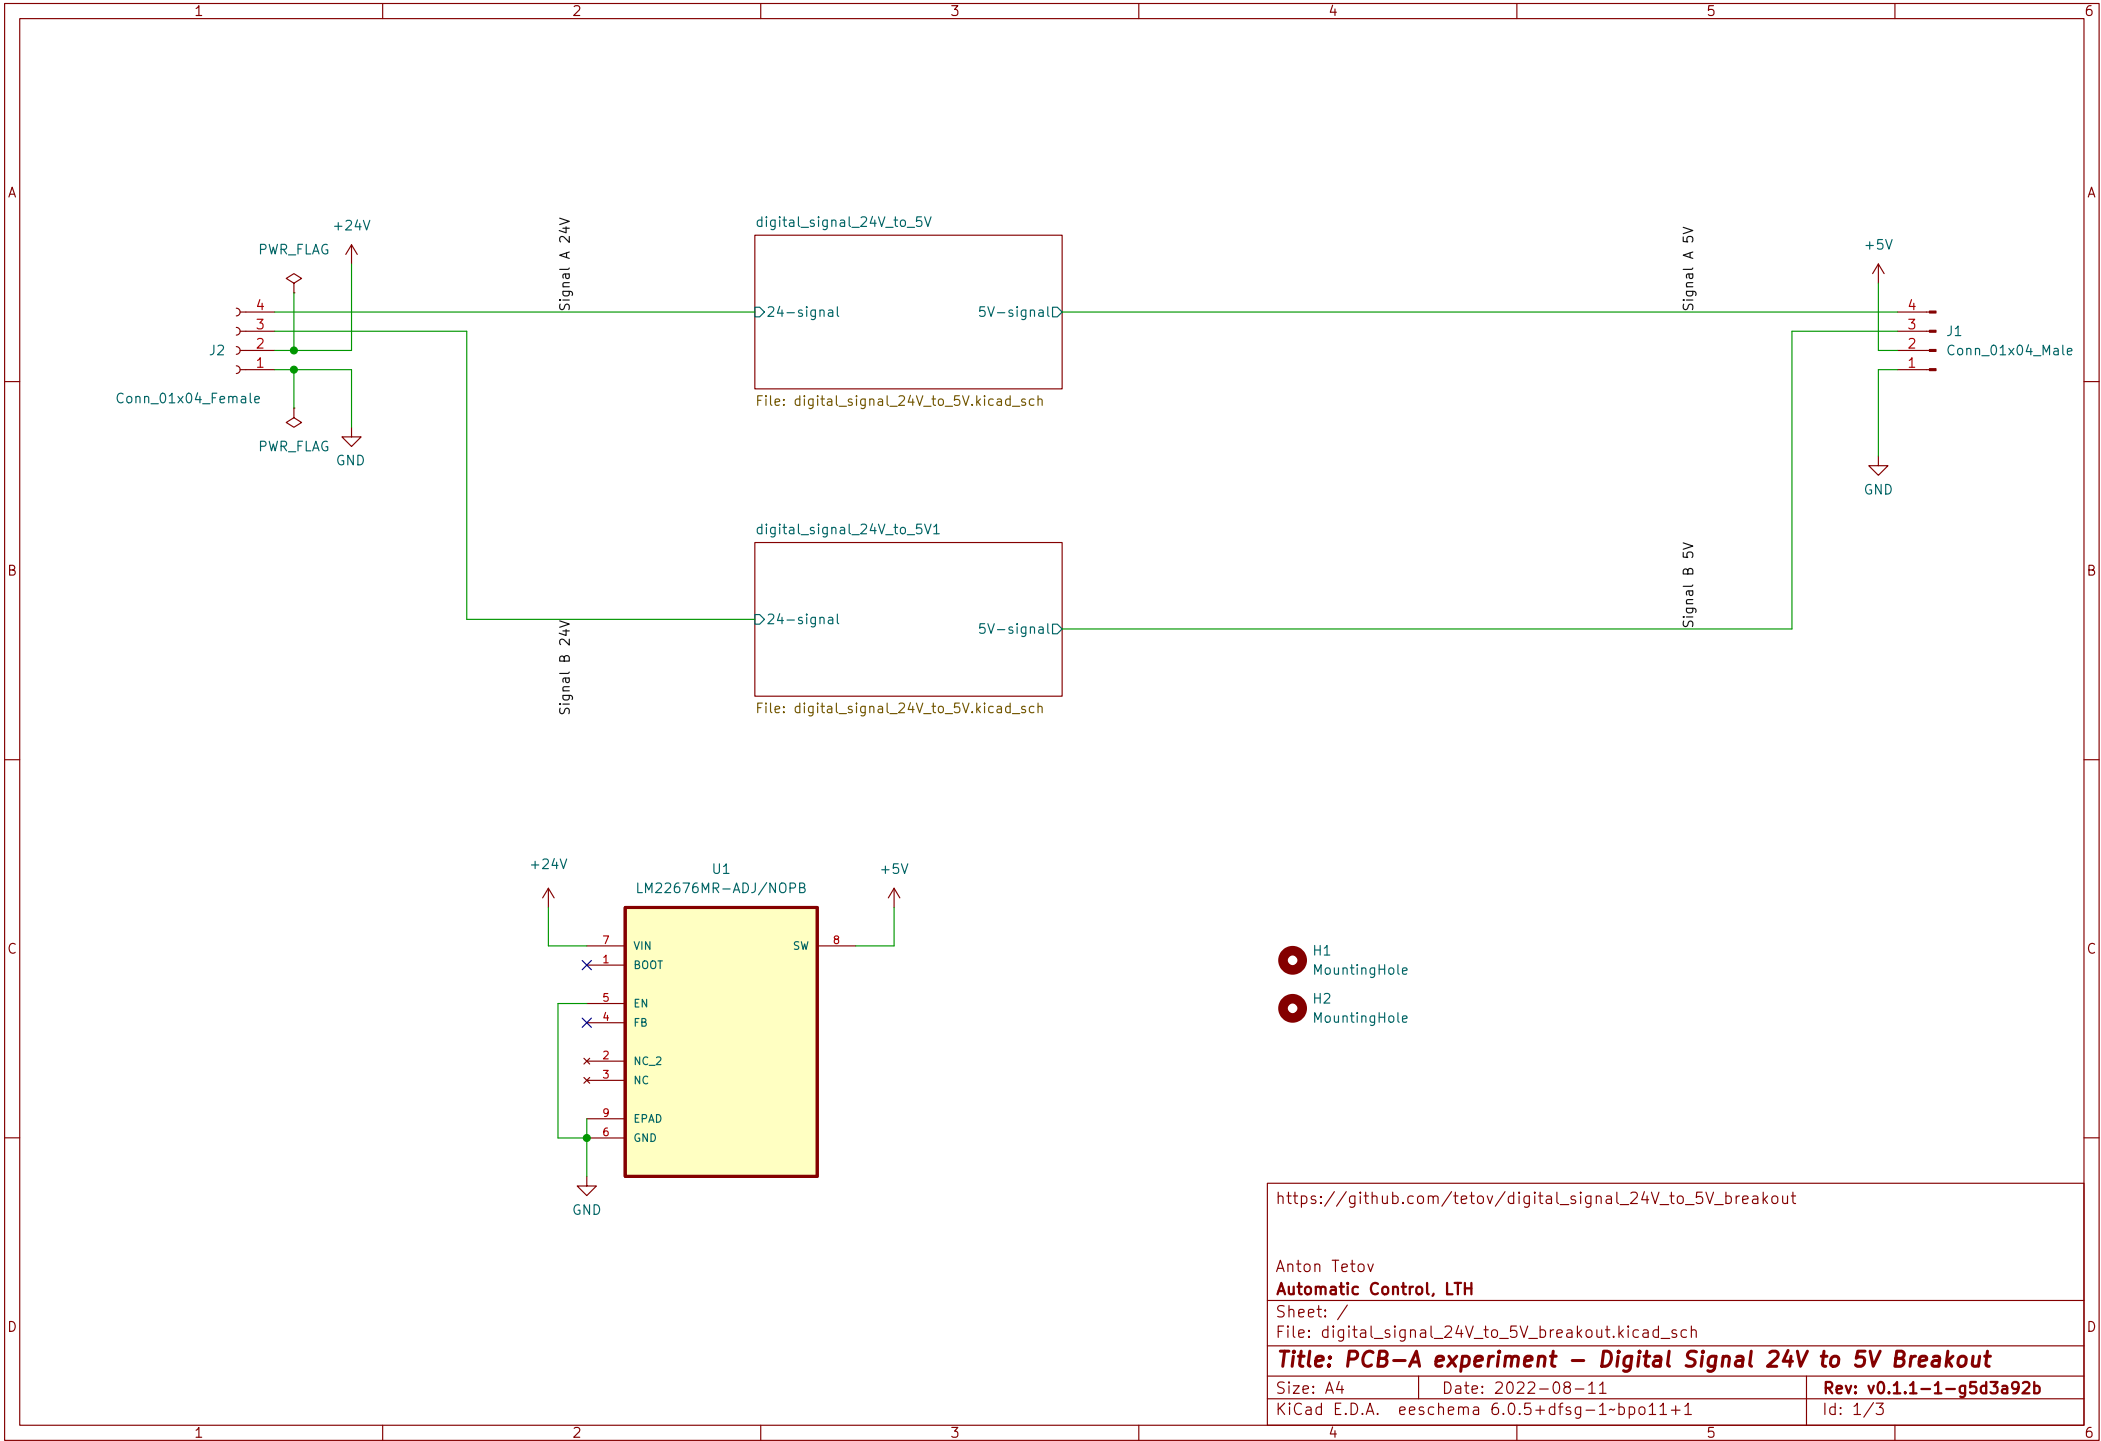 1 2 3 4 5 6
A A
B B
C C
D D
+24V
PWR_FLAG
4
3
J2 2
1
Conn_01x04_Female
PWR_FLAG
GND
Signal A 24V
digital_signal_24V_to_5V
24-signal 5V-signal
File: digital_signal_24V_to_5V.kicad_sch
Signal A 5V
+5V
4
3 J1
2 Conn_01x04_Male
1
GND
digital_signal_24V_to_5V1
24-signal
5V-signal
File: digital_signal_24V_to_5V.kicad_sch
Signal B 24V
Signal B 5V
+24V
U1
LM22676MR-ADJ/NOPB
+5V
7 VIN SW 8
1 BOOT
5 EN
4 FB
2 NC_2
3 NC
9 EPAD
6 GND
GND
H1
MountingHole
H2
MountingHole
https://github.com/tetov/digital_signal_24V_to_5V_breakout
Anton Tetov
Automatic Control, LTH
Sheet: /
File: digital_signal_24V_to_5V_breakout.kicad_sch
Title: PCB-A experiment - Digital Signal 24V to 5V Breakout
Size: A4 Date: 2022-08-11 Rev: v0.1.1-1-g5d3a92b
KiCad E.D.A. eeschema 6.0.5+dfsg-1~bpo11+1 Id: 1/3
1 2 3 4 5 6